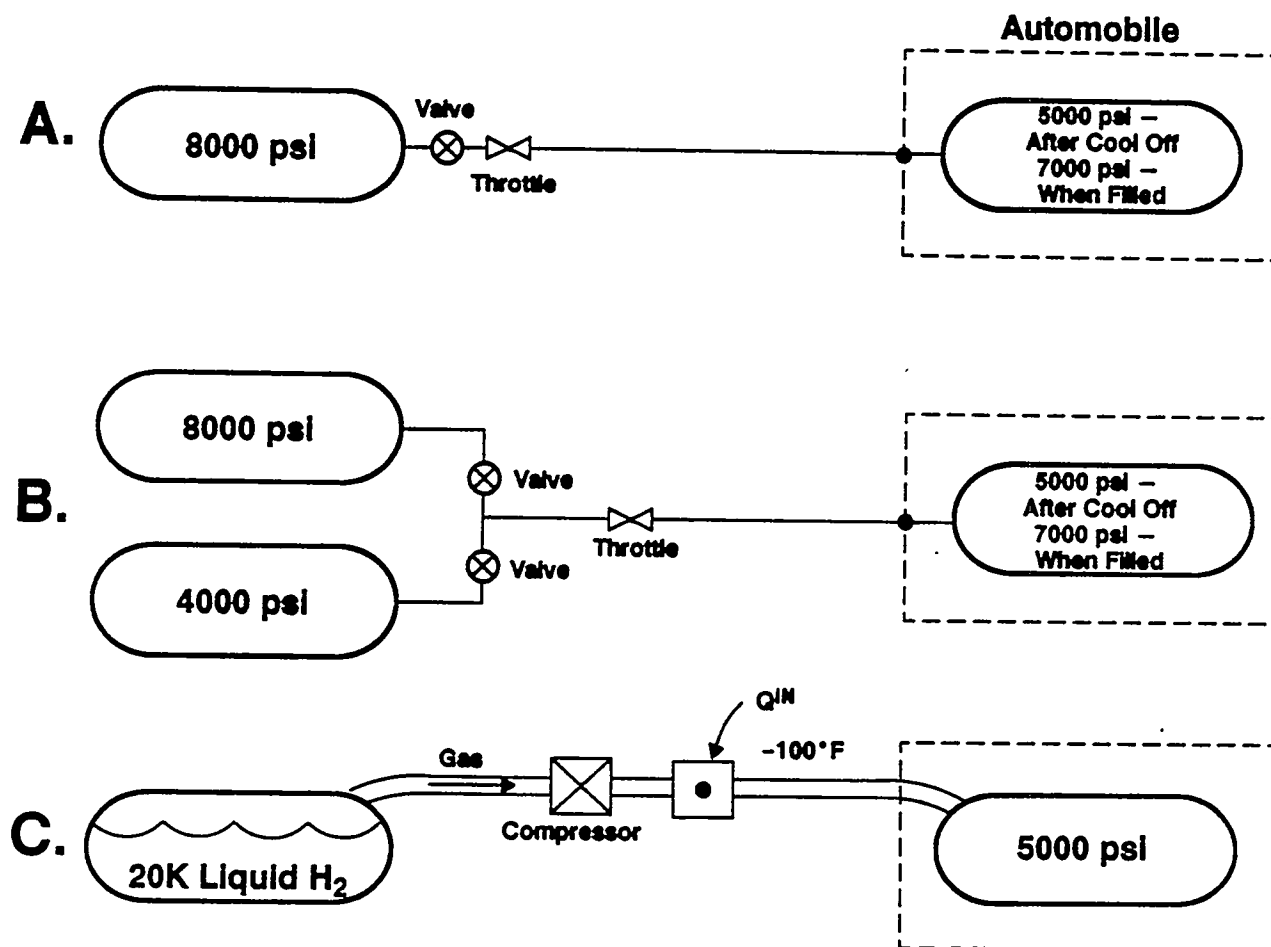 Automobile
A.
8000 psi
Valve
Throttle
5000 psi –
After Cool Off
7000 psi –
When Filled
B.
8000 psi
Valve
Throttle
Valve
4000 psi
5000 psi –
After Cool Off
7000 psi –
When Filled
C.
Gas
Compressor
Qᴵᴺ
–100°F
20K Liquid H₂
5000 psi